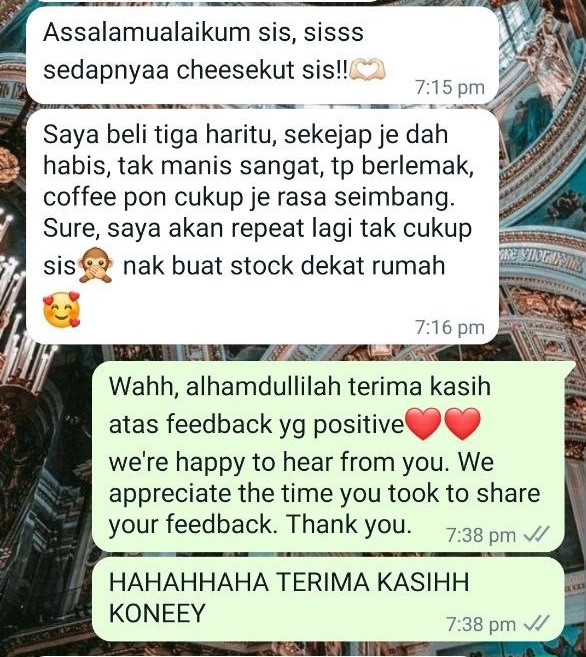 Assalamualaikum sis, sisss
sedapnyaa cheesekut sis!!🫶🏻
7:15 pm
Saya beli tiga haritu, sekejap je dah
habis, tak manis sangat, tp berlemak,
coffee pon cukup je rasa seimbang.
Sure, saya akan repeat lagi tak cukup
sis🙊 nak buat stock dekat rumah
🥰
7:16 pm
Wahh, alhamdullilah terima kasih
atas feedback yg positive❤️❤️
we're happy to hear from you. We
appreciate the time you took to share
your feedback. Thank you.
7:38 pm
HAHAHHAHA TERIMA KASIHH
KONEEY
7:38 pm